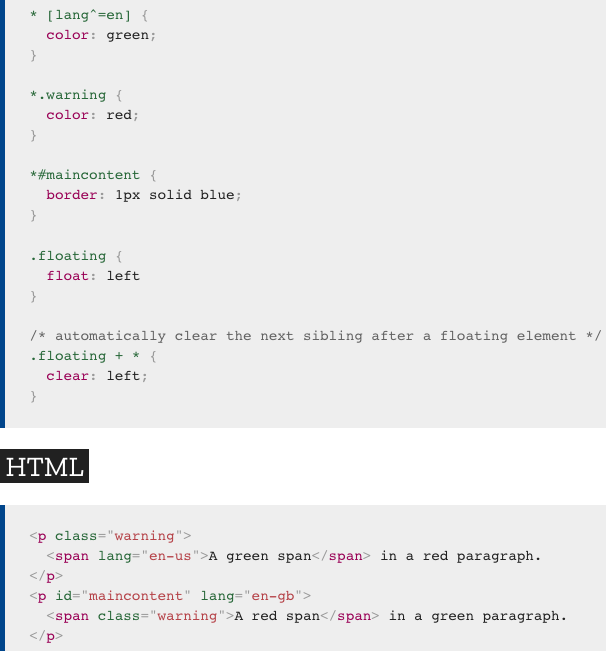 * [lang^=en] {
  color: green;
}

*.warning {
  color: red;
}

*#maincontent {
  border: 1px solid blue;
}

.floating {
  float: left
}

/* automatically clear the next sibling after a floating element */
.floating + * {
  clear: left;
}

HTML

<p class="warning">
  <span lang="en-us">A green span</span> in a red paragraph.
</p>
<p id="maincontent" lang="en-gb">
  <span class="warning">A red span</span> in a green paragraph.
</p>